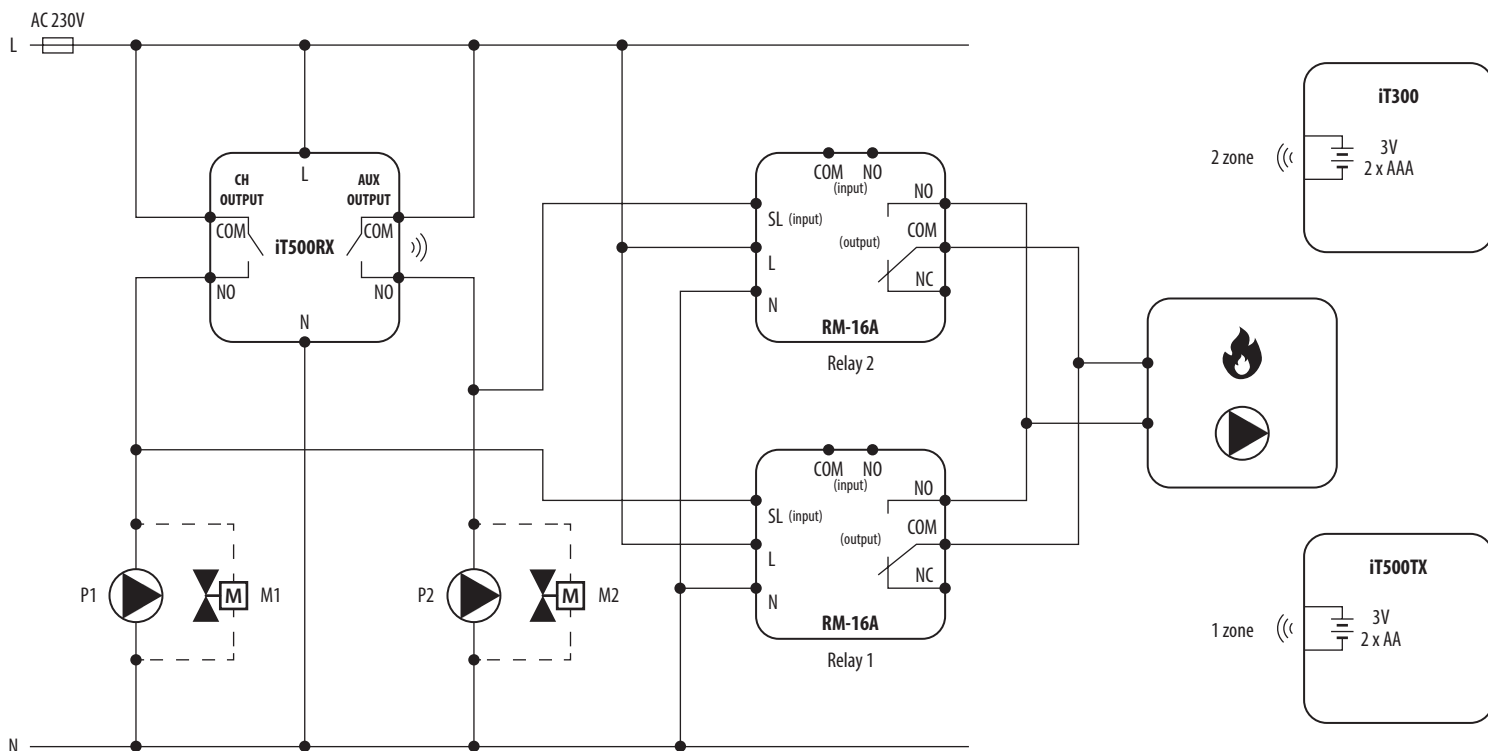 AC 230V
L
CH
OUTPUT
L
AUX
OUTPUT
COM
iT500RX
COM
NO
NO
N
COM NO
(input)
NO
SL (input)
COM
(output)
L
NC
N
RM-16A
Relay 2
COM NO
(input)
NO
SL (input)
COM
(output)
L
NC
N
RM-16A
Relay 1
P1
M
M1
P2
M
M2
N
iT300
2 zone
3V
2 x AAA
iT500TX
1 zone
3V
2 x AA